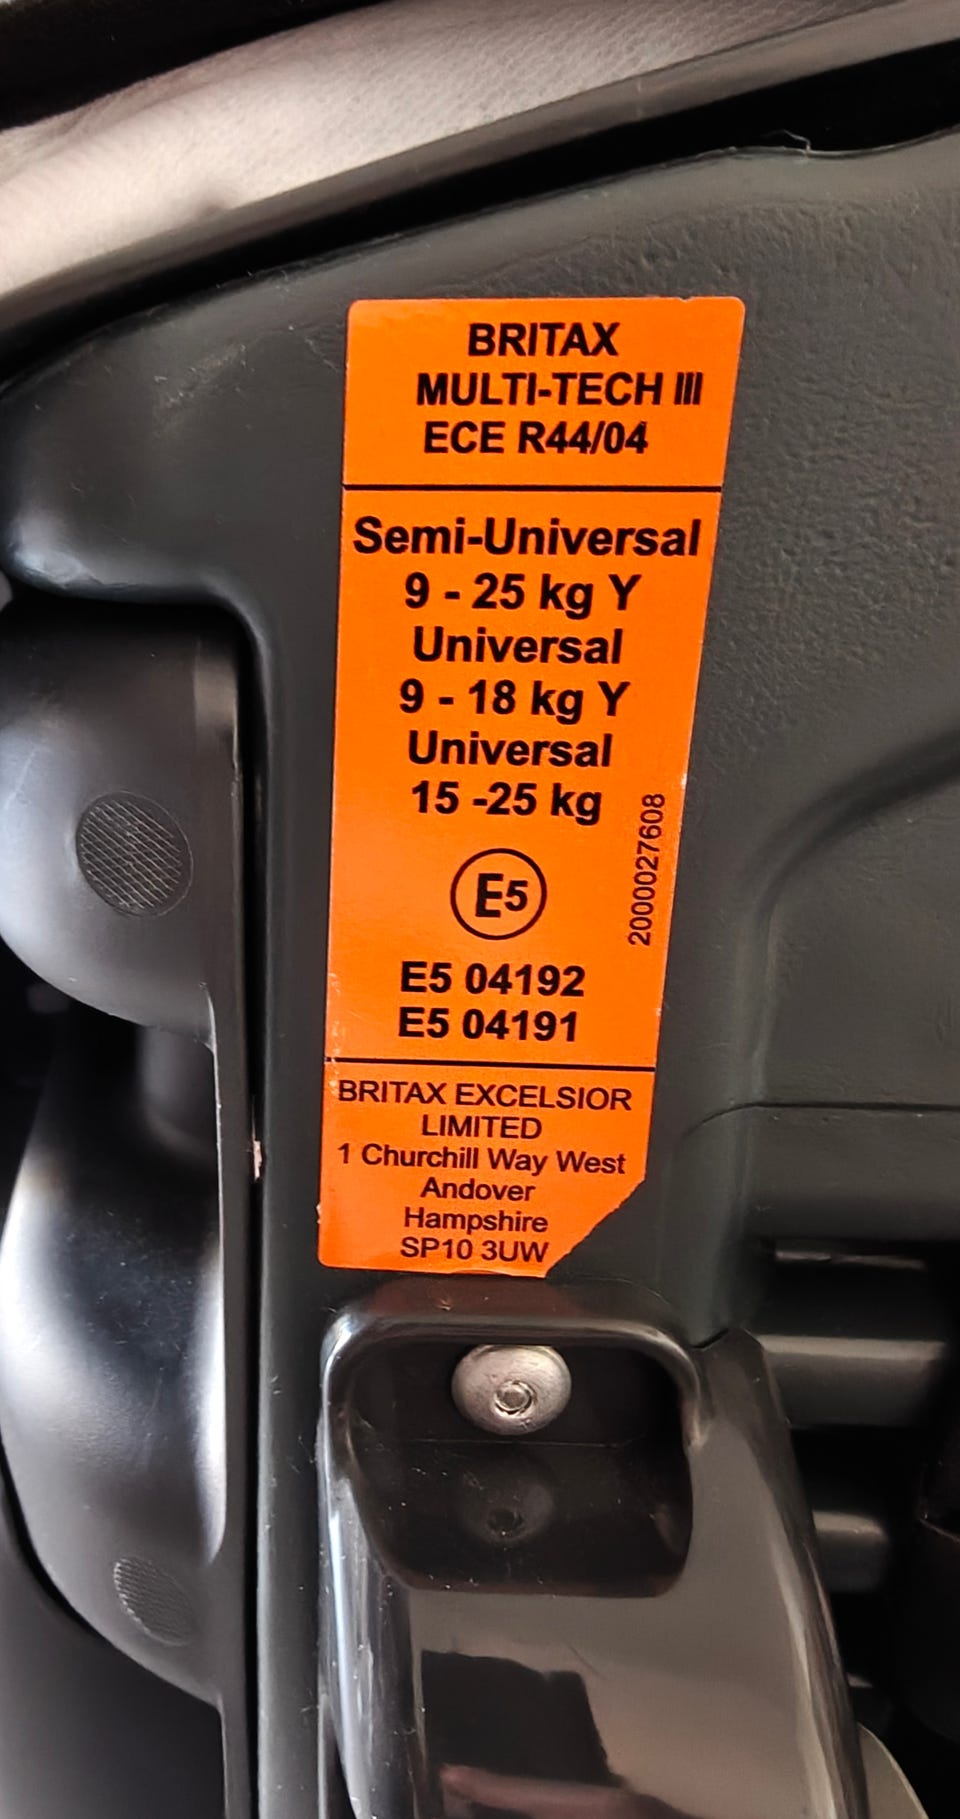 BRITAX
MULTI-TECH III
ECE R44/04
Semi-Universal
9 - 25 kg Y
Universal
9 - 18 kg Y
Universal
15 -25 kg
E5
2000027608
E5 04192
E5 04191
BRITAX EXCELSIOR
LIMITED
1 Churchill Way West
Andover
Hampshire
SP10 3UW